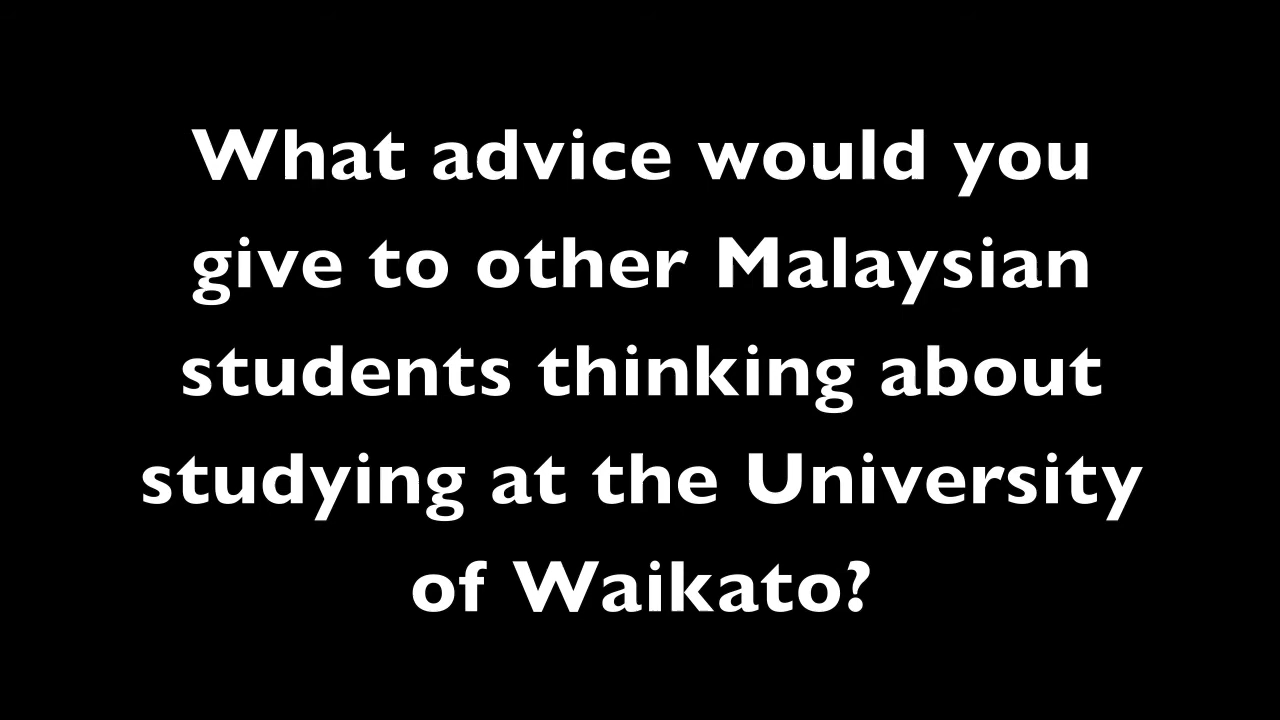 What advice would you
give to other Malaysian
students thinking about
studying at the University
of Waikato?